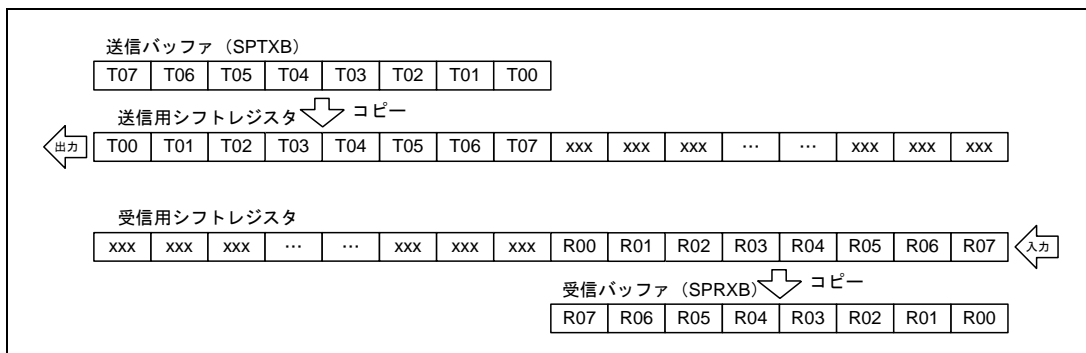 送信バッファ（SPTXB）
T07 T06 T05 T04 T03 T02 T01 T00
コピー
送信用シフトレジスタ
出力 T00 T01 T02 T03 T04 T05 T06 T07 xxx xxx xxx … … xxx xxx xxx
受信用シフトレジスタ
xxx xxx xxx … … xxx xxx xxx R00 R01 R02 R03 R04 R05 R06 R07 入力
コピー
受信バッファ（SPRXB）
R07 R06 R05 R04 R03 R02 R01 R00